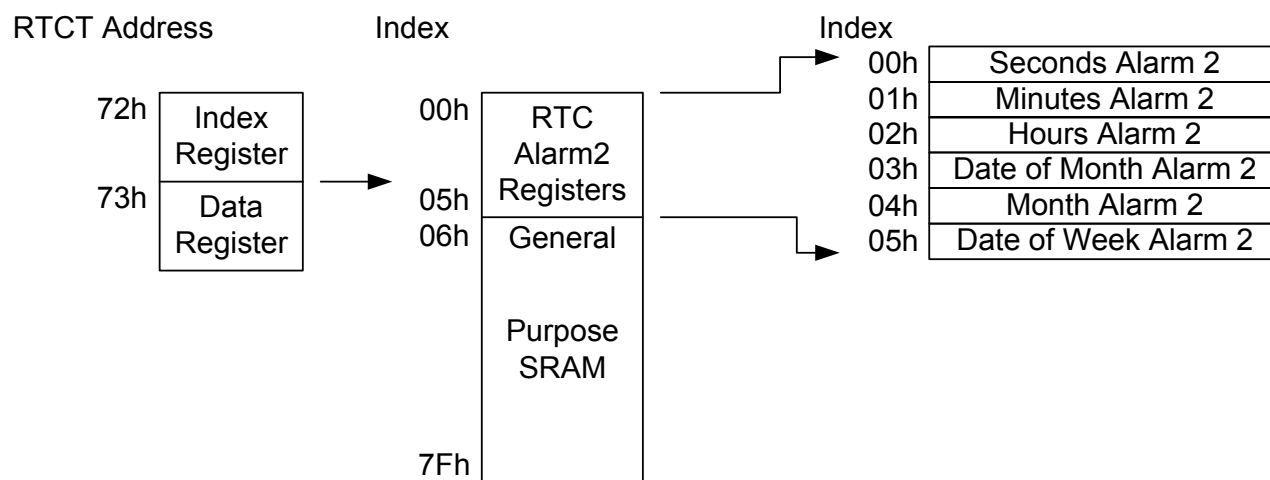 RTCT Address
Index
Index
72h
Index
Register
73h
Data
Register
00h
RTC
Alarm2
Registers
05h
06h
General
Purpose
SRAM
7Fh
00h Seconds Alarm 2
01h Minutes Alarm 2
02h Hours Alarm 2
03h Date of Month Alarm 2
04h Month Alarm 2
05h Date of Week Alarm 2